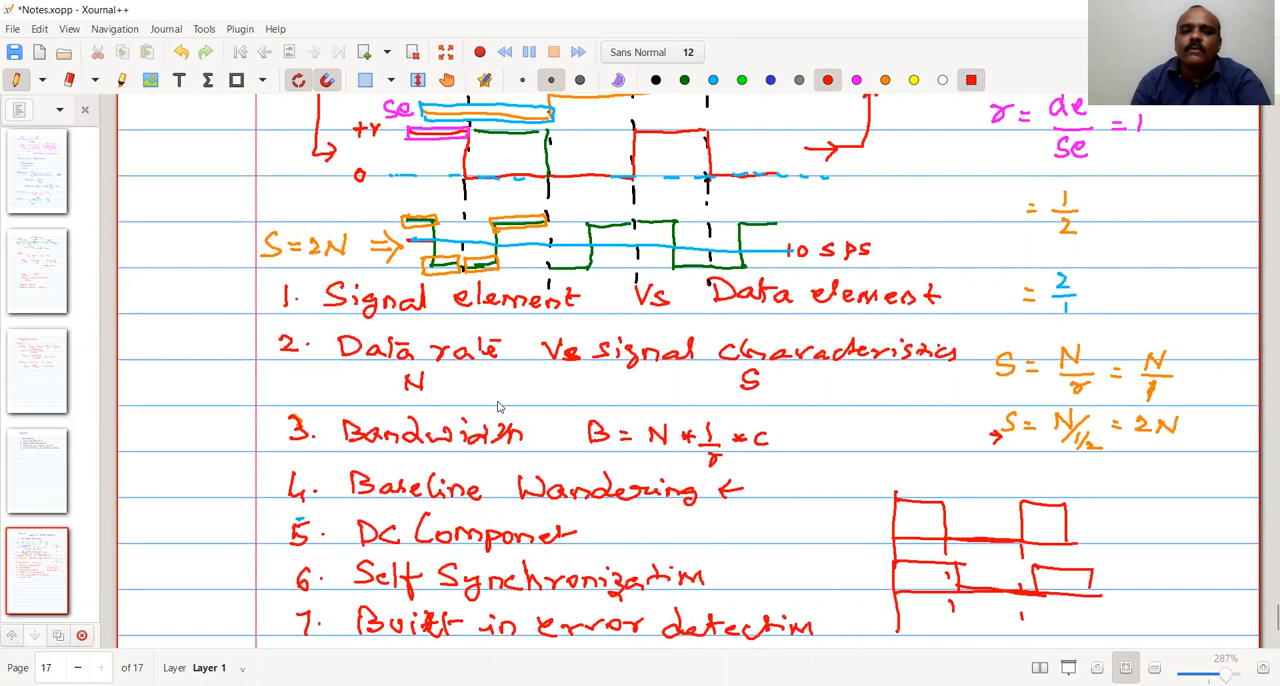 *Notes.xopp - Xournal++
File Edit View Navigation Journal Tools Plugin Help
Sans Normal 12
se
+v
0
r = de/se = 1
= 1/2
S = 2N ⇒
10 sps
1. Signal element Vs Data element
= 2/1
2. Data rate Vs signal characteristics
N S
S = N/r = N/1
S = N/1/2 = 2N
3. Bandwidth B = N * 1/r * c
4. Baseline Wandering ←
5. DC Componet
6. Self Synchronization
7. Built in error detection
Page 17 of 17 Layer Layer 1 287%